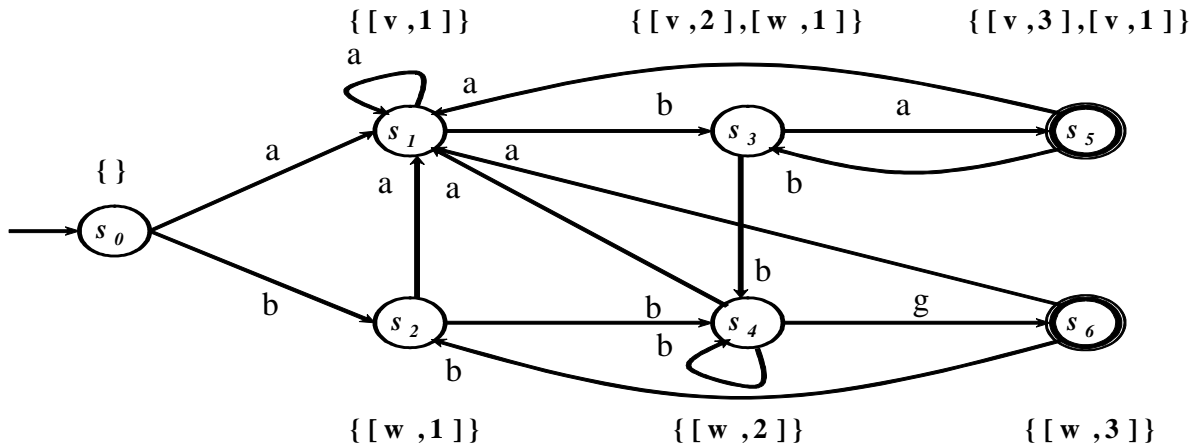 { [ v , 1 ] } { [ v , 2 ] , [ w , 1 ] } { [ v , 3 ] , [ v , 1 ] }
a
a a
b a
s 1 s 3 s 5
a a
{ } b
a a
s 0
b
b b g
s 2 s 4 s 6
b b
{ [ w , 1 ] } { [ w , 2 ] } { [ w , 3 ] }